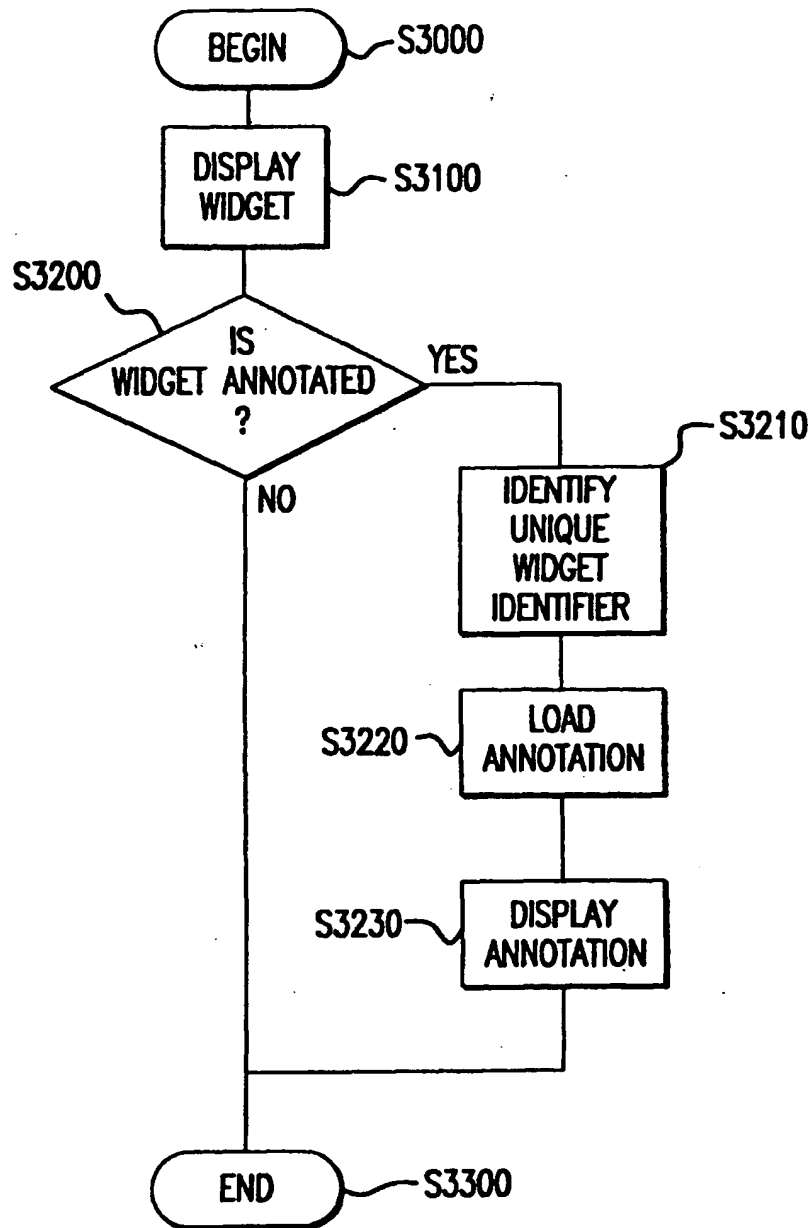 BEGIN
S3000
DISPLAY
WIDGET
S3100
S3200
IS
WIDGET ANNOTATED
?
YES
NO
S3210
IDENTIFY
UNIQUE
WIDGET
IDENTIFIER
S3220
LOAD
ANNOTATION
S3230
DISPLAY
ANNOTATION
END
S3300